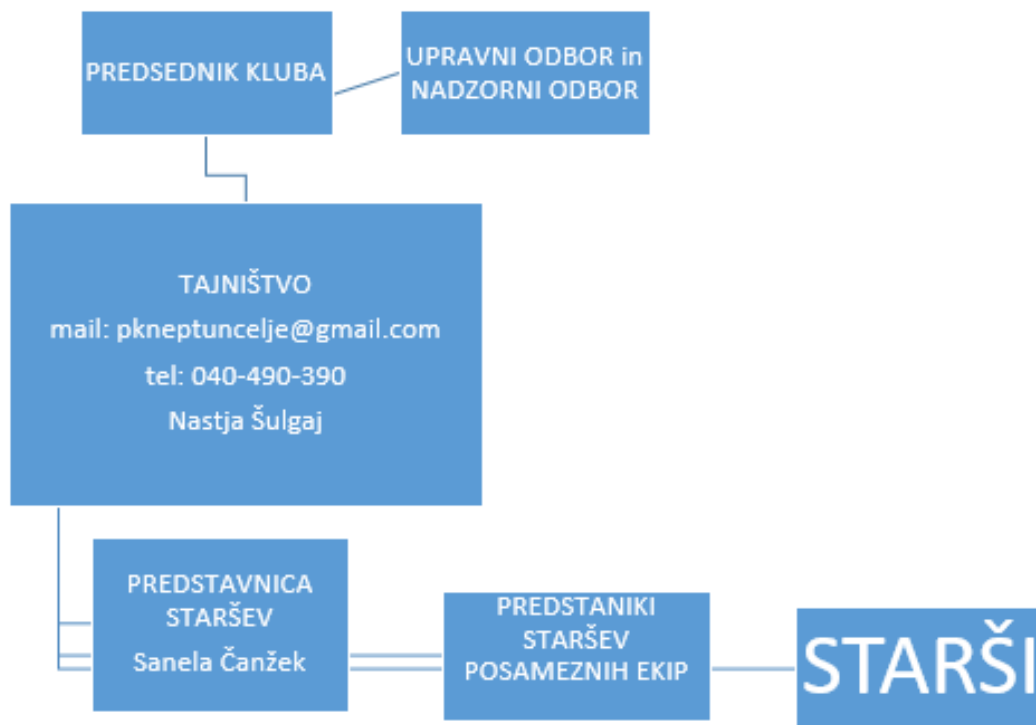 PREDSEDNIK KLUBA
UPRAVNI ODBOR in
NADZORNI ODBOR
TAJNIŠTVO
mail: pkneptuncelje@gmail.com
tel: 040-490-390
Nastja Šulgaj
PREDSTAVNICA
STARŠEV
Sanela Čanžek
PREDSTANIKI
STARŠEV
POSAMEZNIH EKIP
STARŠI